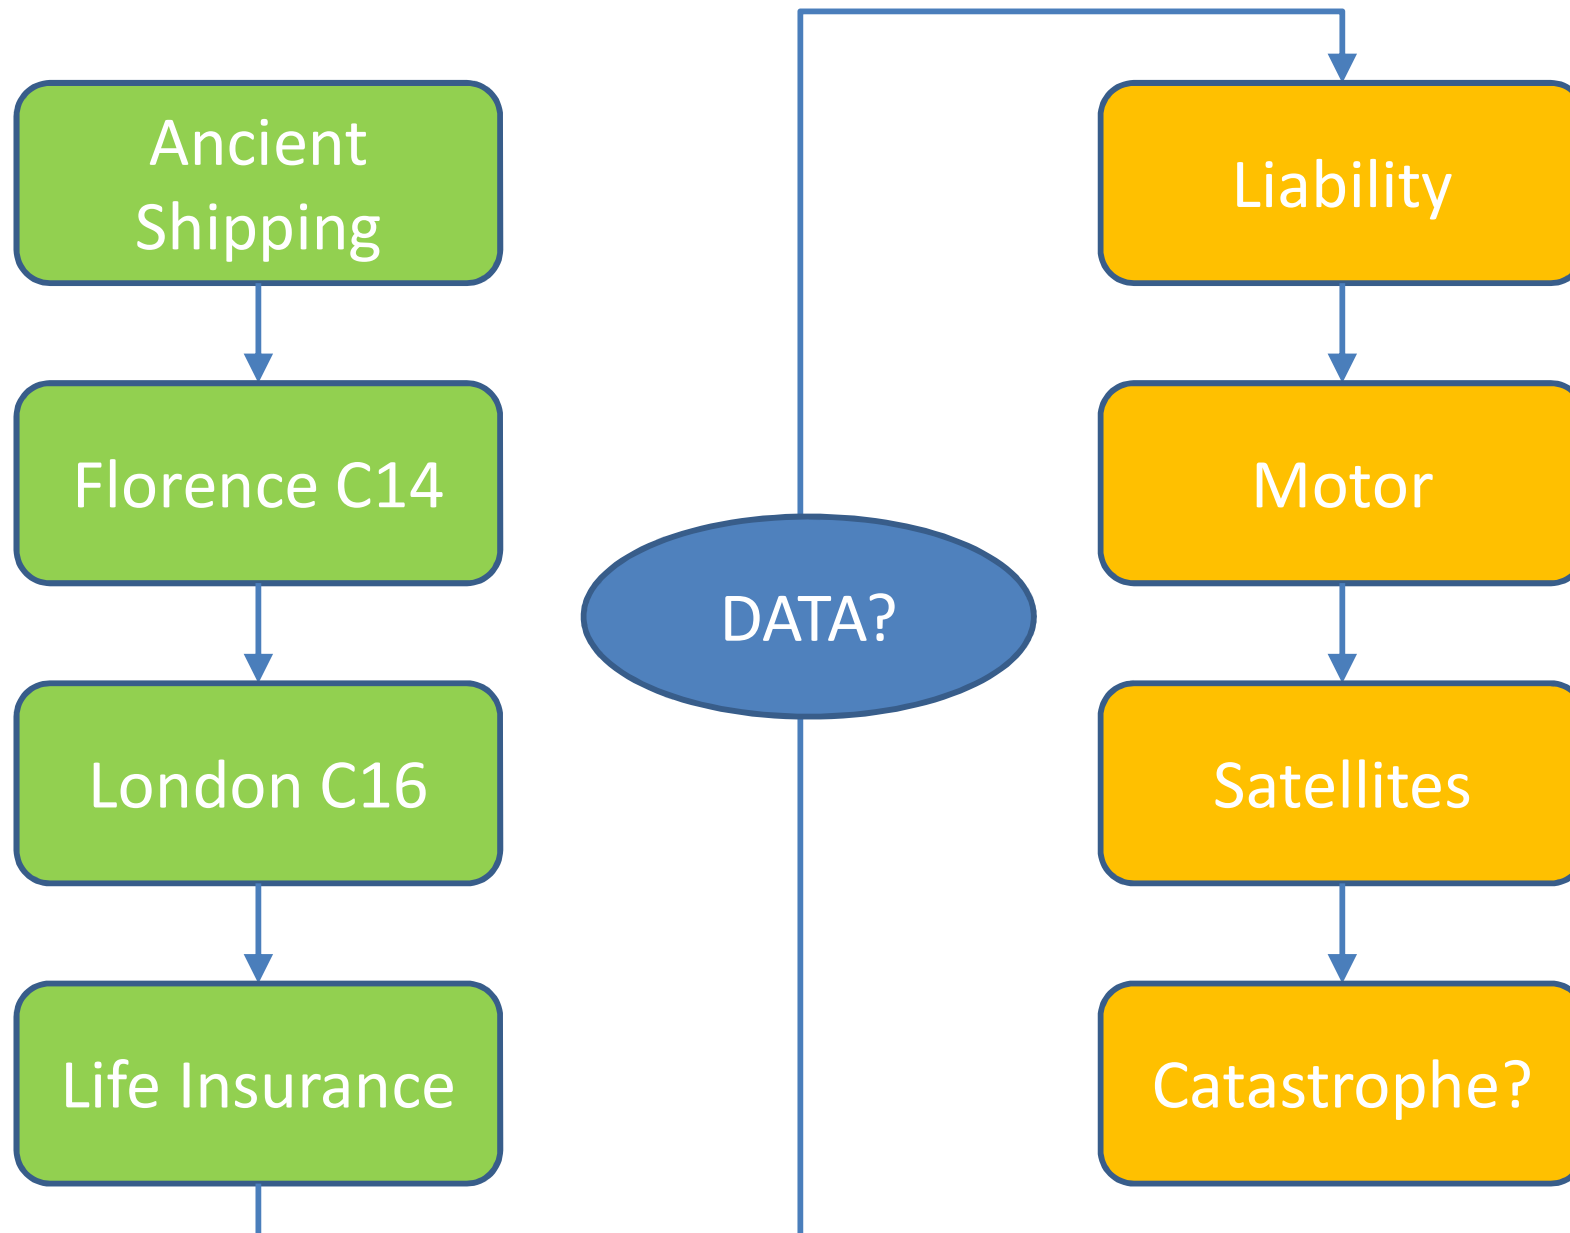 Ancient
Shipping
Florence C14
London C16
Life Insurance
DATA?
Liability
Motor
Satellites
Catastrophe?